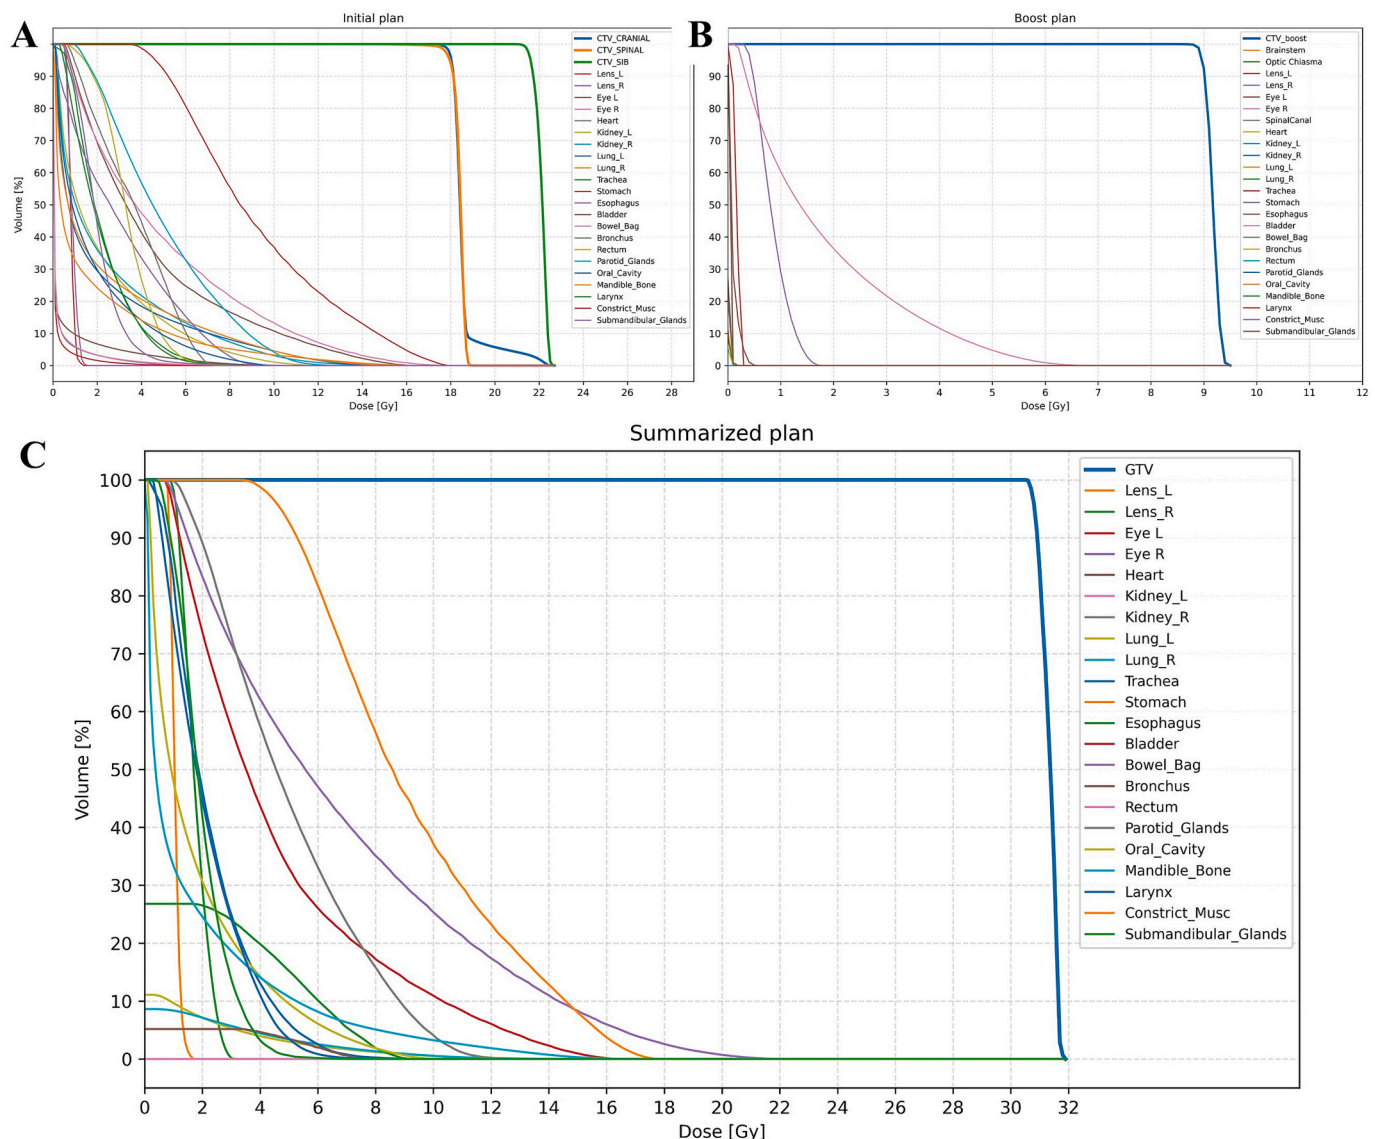 A
Initial plan
Volume [%]
90
80
70
60
50
40
30
20
10
0
0 2 4 6 8 10 12 14 16 18 20 22 24 26 28
Dose [Gy]
CTV_CRANIAL
CTV_SPINAL
CTV_SIB
Lens_L
Lens_R
Eye L
Eye R
Heart
Kidney_L
Kidney_R
Lung_L
Lung_R
Trachea
Stomach
Esophagus
Bladder
Bowel_Bag
Bronchus
Rectum
Parotid_Glands
Oral_Cavity
Mandible_Bone
Larynx
Constrict_Musc
Submandibular_Glands
B
Boost plan
90
80
70
60
50
40
30
20
10
0
0 1 2 3 4 5 6 7 8 9 10 11 12
Dose [Gy]
CTV_boost
Brainstem
Optic Chiasma
Lens_L
Lens_R
Eye L
Eye R
SpinalCanal
Heart
Kidney_L
Kidney_R
Lung_L
Lung_R
Trachea
Stomach
Esophagus
Bladder
Bowel_Bag
Bronchus
Rectum
Parotid_Glands
Oral_Cavity
Mandible_Bone
Larynx
Constrict_Musc
Submandibular_Glands
C
Summarized plan
Volume [%]
100
90
80
70
60
50
40
30
20
10
0
0 2 4 6 8 10 12 14 16 18 20 22 24 26 28 30 32
Dose [Gy]
GTV
Lens_L
Lens_R
Eye L
Eye R
Heart
Kidney_L
Kidney_R
Lung_L
Lung_R
Trachea
Stomach
Esophagus
Bladder
Bowel_Bag
Bronchus
Rectum
Parotid_Glands
Oral_Cavity
Mandible_Bone
Larynx
Constrict_Musc
Submandibular_Glands